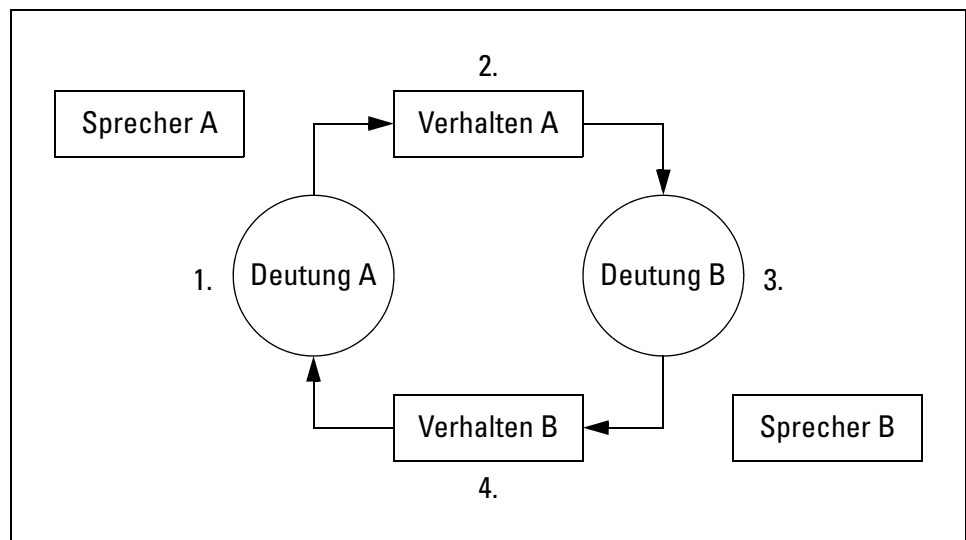 2.
Sprecher A
Verhalten A
1.
Deutung A
Deutung B
3.
Verhalten B
Sprecher B
4.